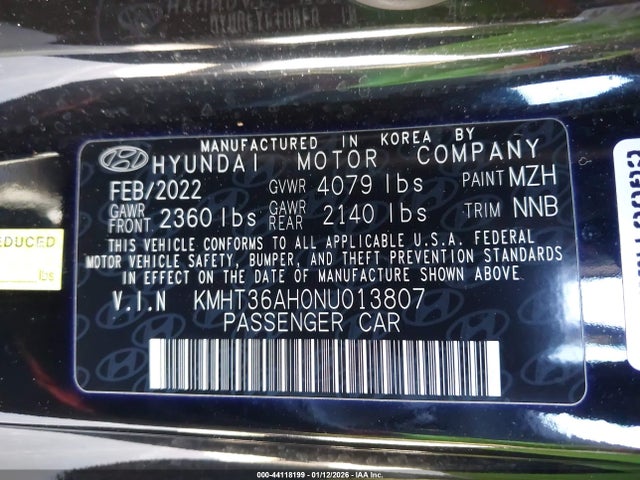 MANUFACTURED IN KOREA BY
HYUNDAI MOTOR COMPANY
FEB/2022 GVWR 4079 lbs PAINT MZH
GAWR FRONT 2360 lbs GAWR REAR 2140 lbs TRIM NNB
THIS VEHICLE CONFORMS TO ALL APPLICABLE U.S.A. FEDERAL
MOTOR VEHICLE SAFETY, BUMPER, AND THEFT PREVENTION STANDARDS
IN EFFECT ON THE DATE OF MANUFACTURE SHOWN ABOVE.
V.I.N KMHT36AH0NU013807
PASSENGER CAR
EDUCED
lbs
000-44118199 - 01/12/2026 - IAA Inc.